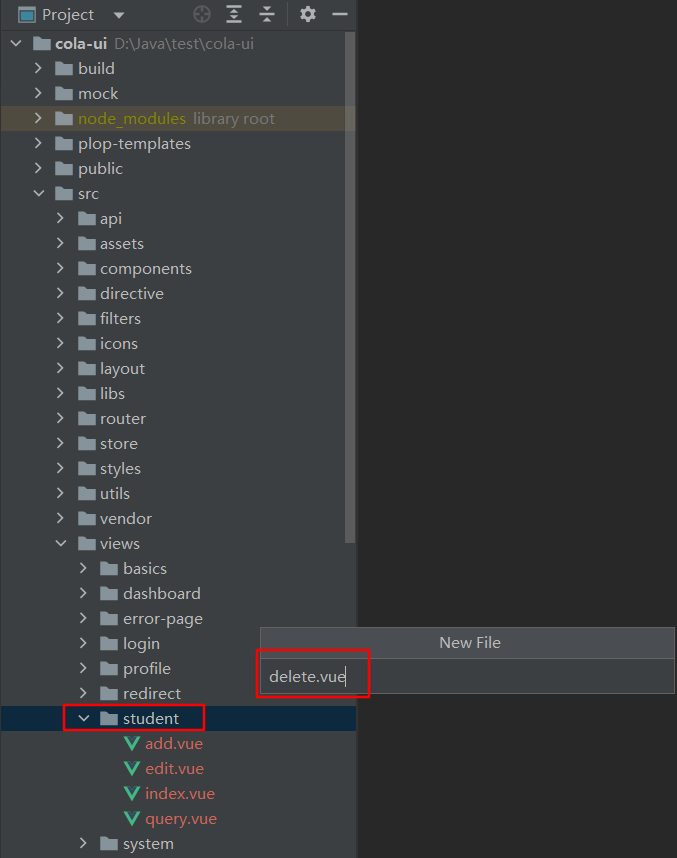 Project
cola-ui D:\Java\test\cola-ui
build
mock
node_modules library root
plop-templates
public
src
api
assets
components
directive
filters
icons
layout
libs
router
store
styles
utils
vendor
views
basics
dashboard
error-page
login
profile
redirect
student
add.vue
edit.vue
index.vue
query.vue
system
New File
delete.vue